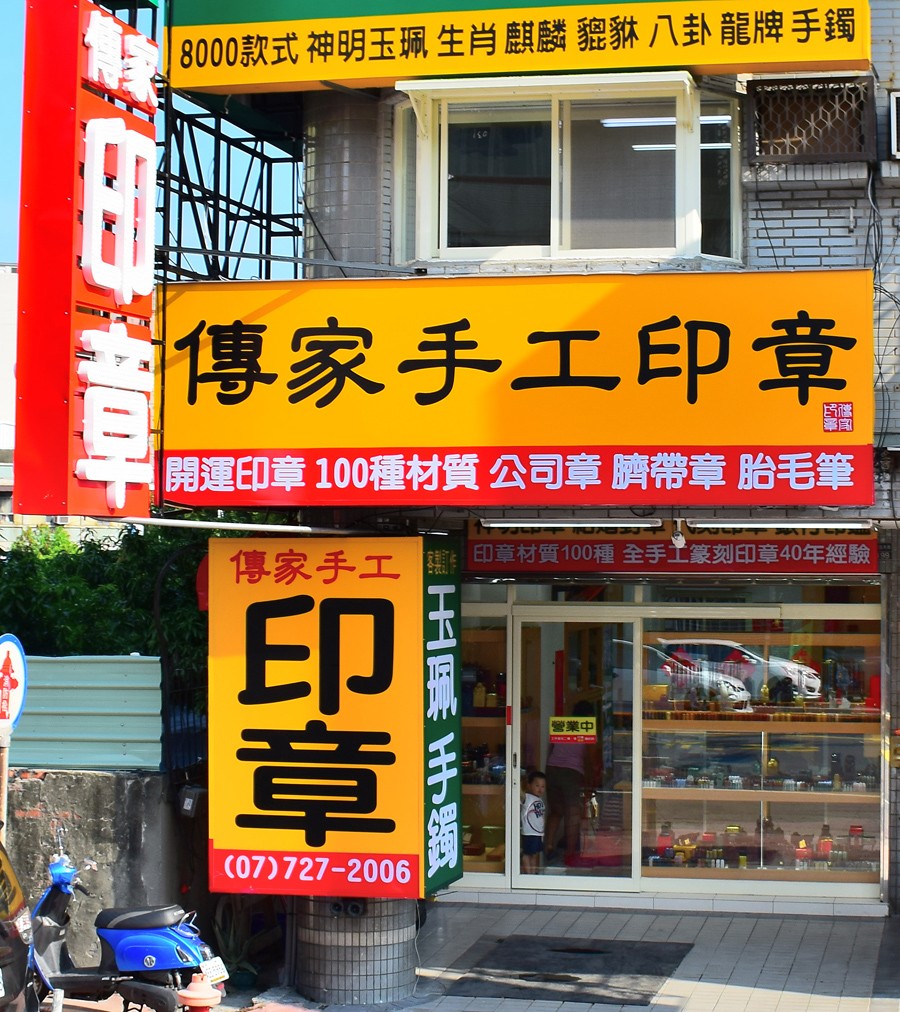 8000款式 神明玉珮 生肖 麒麟 貔貅 八卦 龍牌 手鐲
傳家
印章
傳家手工印章
傳家
印章
開運印章 100種材質 公司章 臍帶章 胎毛筆
印章材質100種 全手工篆刻印章40年經驗
傳家手工
印章
(07)727-2006
玉珮 手鐲
營業中